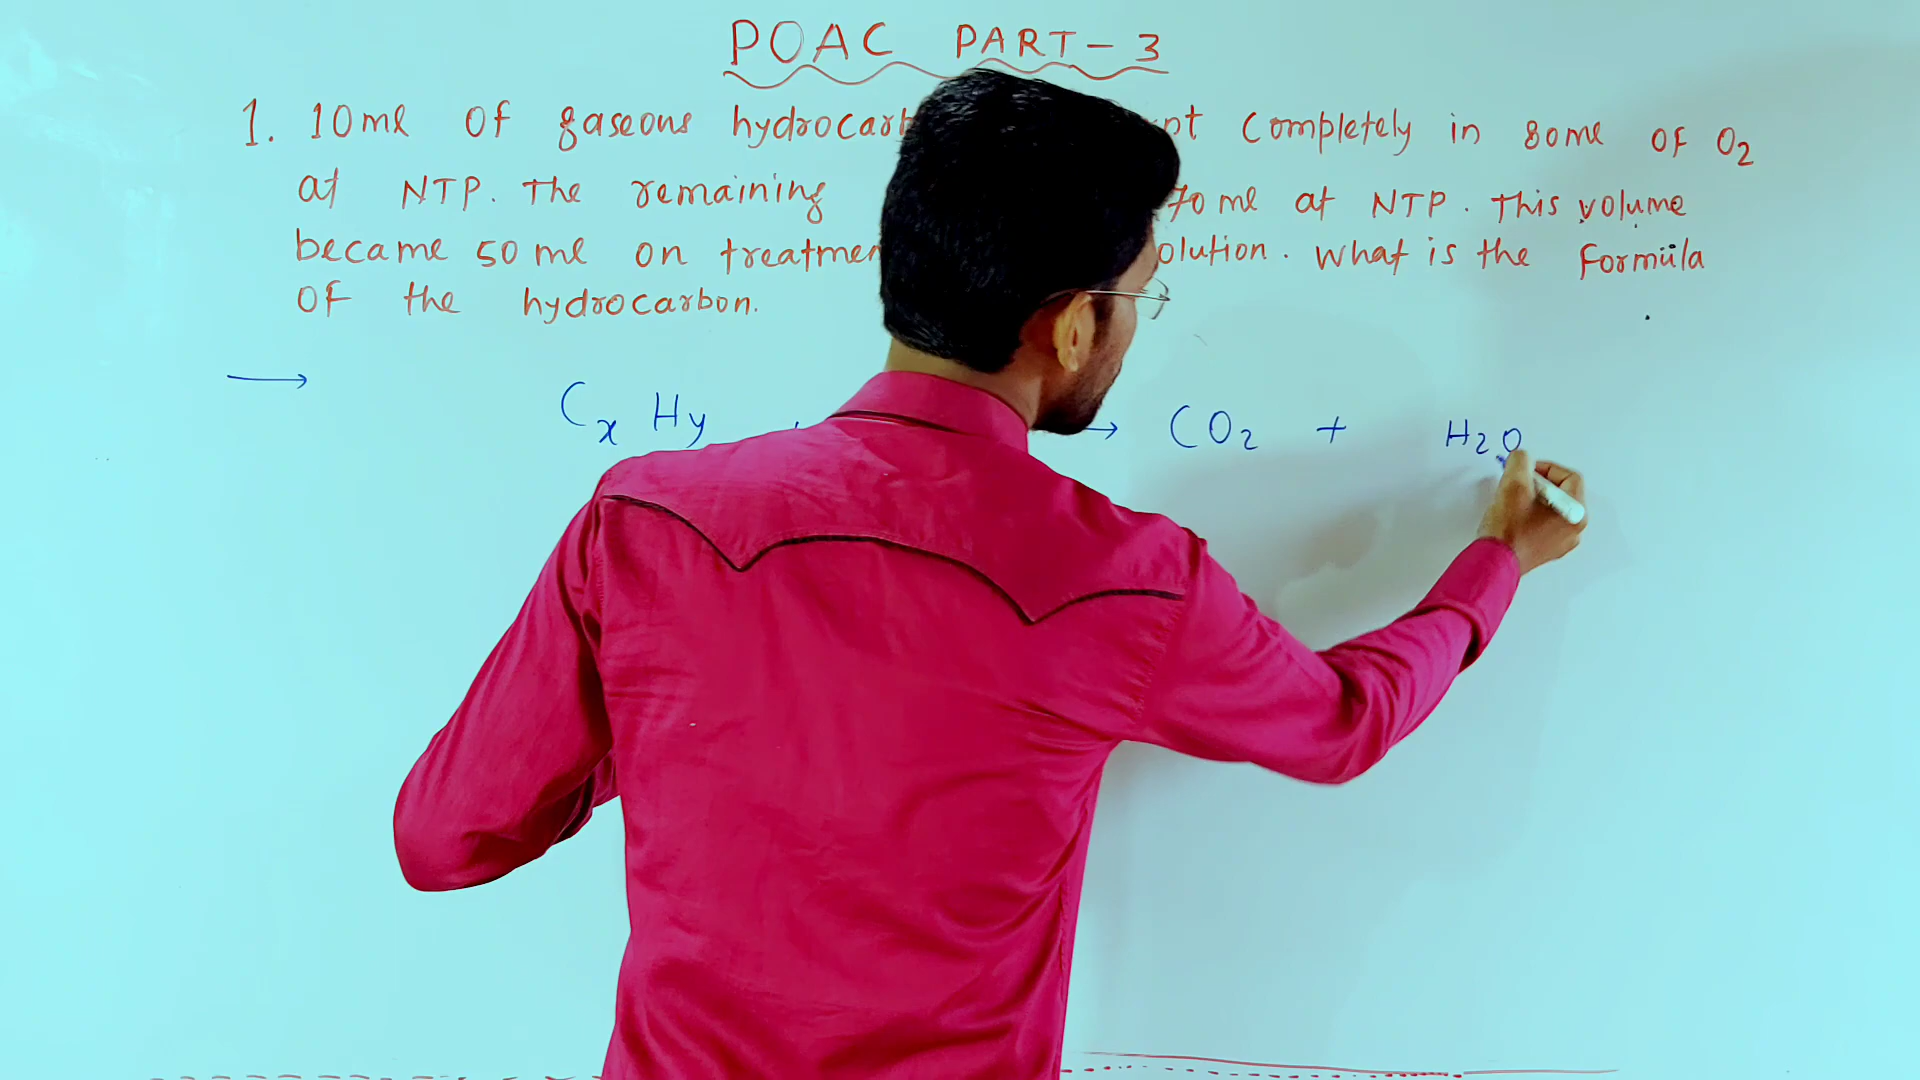 POAC PART-3
1. 10ml of gaseous hydrocarb pt completely in 80ml of O2
at NTP. The remaining 70 ml at NTP. This volume
became 50 ml on treatmen olution. What is the formula
of the hydrocarbon.
→ Cx Hy → CO2 + H2O